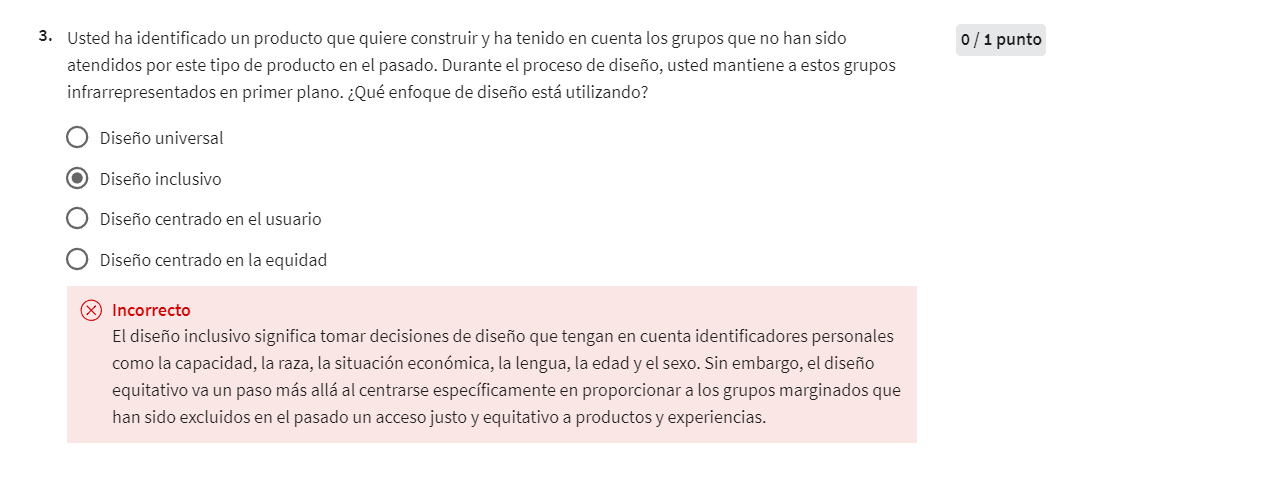 3. Usted ha identificado un producto que quiere construir y ha tenido en cuenta los grupos que no han sido
0 / 1 punto
atendidos por este tipo de producto en el pasado. Durante el proceso de diseño, usted mantiene a estos grupos
infrarrepresentados en primer plano. ¿Qué enfoque de diseño está utilizando?
Diseño universal
Diseño inclusivo
Diseño centrado en el usuario
Diseño centrado en la equidad
Incorrecto
El diseño inclusivo significa tomar decisiones de diseño que tengan en cuenta identificadores personales
como la capacidad, la raza, la situación económica, la lengua, la edad y el sexo. Sin embargo, el diseño
equitativo va un paso más allá al centrarse específicamente en proporcionar a los grupos marginados que
han sido excluidos en el pasado un acceso justo y equitativo a productos y experiencias.